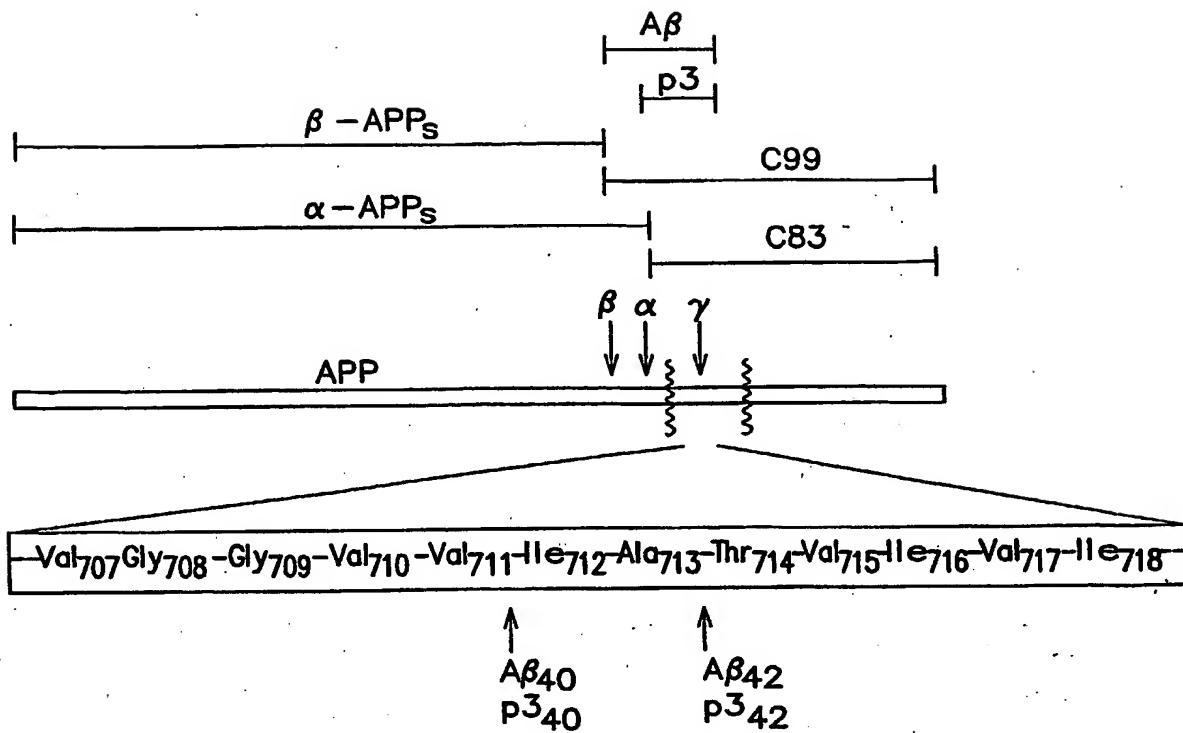 Aβ
p3
β-APPs
C99
α-APPs
C83
β α γ
APP
-Val707Gly708-Gly709-Val710-Val711-Ile712-Ala713-Thr714-Val715-Ile716-Val717-Ile718-
Aβ40 Aβ42
p340 p342